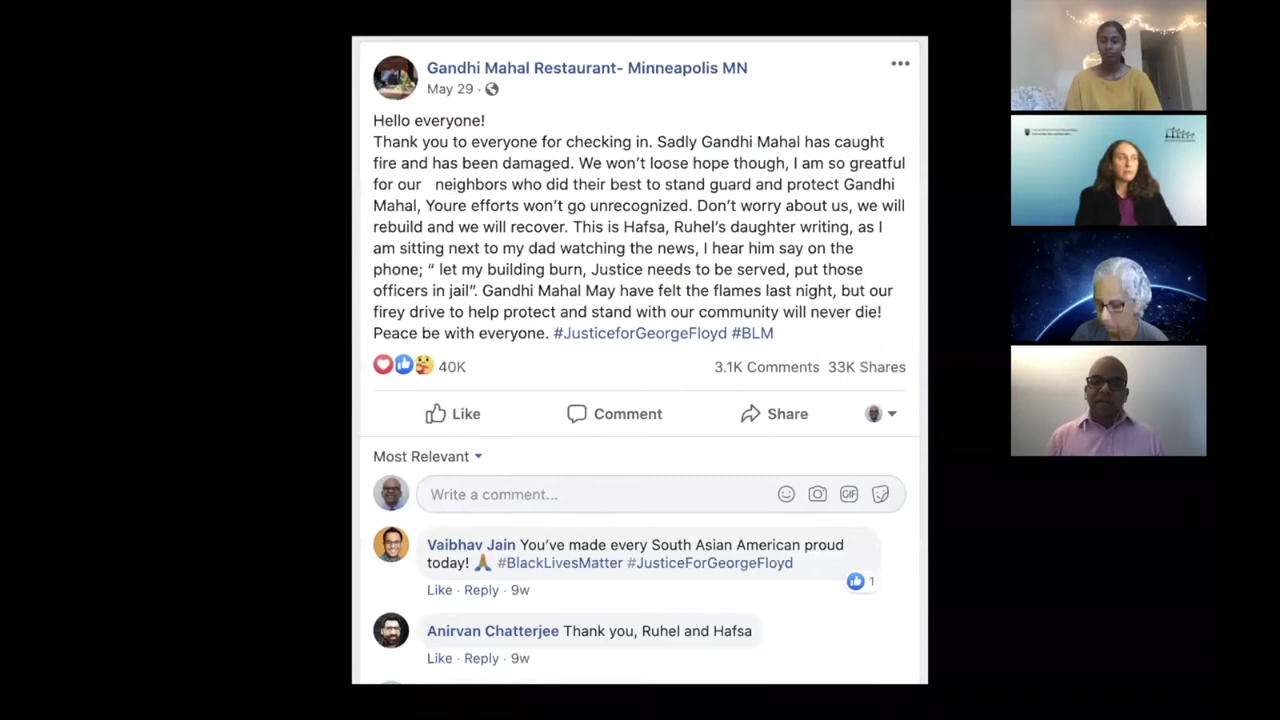 Gandhi Mahal Restaurant- Minneapolis MN
May 29 ·
Hello everyone!
Thank you to everyone for checking in. Sadly Gandhi Mahal has caught
fire and has been damaged. We won't loose hope though, I am so greatful
for our neighbors who did their best to stand guard and protect Gandhi
Mahal, Youre efforts won't go unrecognized. Don't worry about us, we will
rebuild and we will recover. This is Hafsa, Ruhel's daughter writing, as I
am sitting next to my dad watching the news, I hear him say on the
phone; “ let my building burn, Justice needs to be served, put those
officers in jail”. Gandhi Mahal May have felt the flames last night, but our
firey drive to help protect and stand with our community will never die!
Peace be with everyone. #JusticeforGeorgeFloyd #BLM
40K 3.1K Comments 33K Shares
Like Comment Share
Most Relevant
Write a comment... GIF
Vaibhav Jain You've made every South Asian American proud
today! 🙏 #BlackLivesMatter #JusticeForGeorgeFloyd
1
Like · Reply · 9w
Anirvan Chatterjee Thank you, Ruhel and Hafsa
Like · Reply · 9w